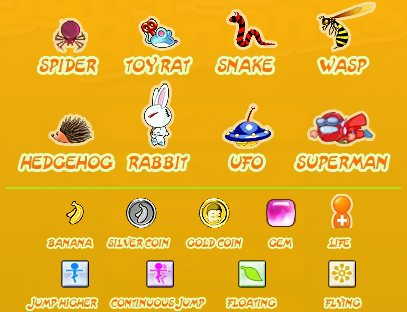 SPIDER TOY RAT SNAKE WASP
HEDGEHOG RABBIT UFO SUPERMAN
BANANA SILVER COIN GOLD COIN GEM LIFE
JUMP HIGHER CONTINUOUS JUMP FLOATING FLYING